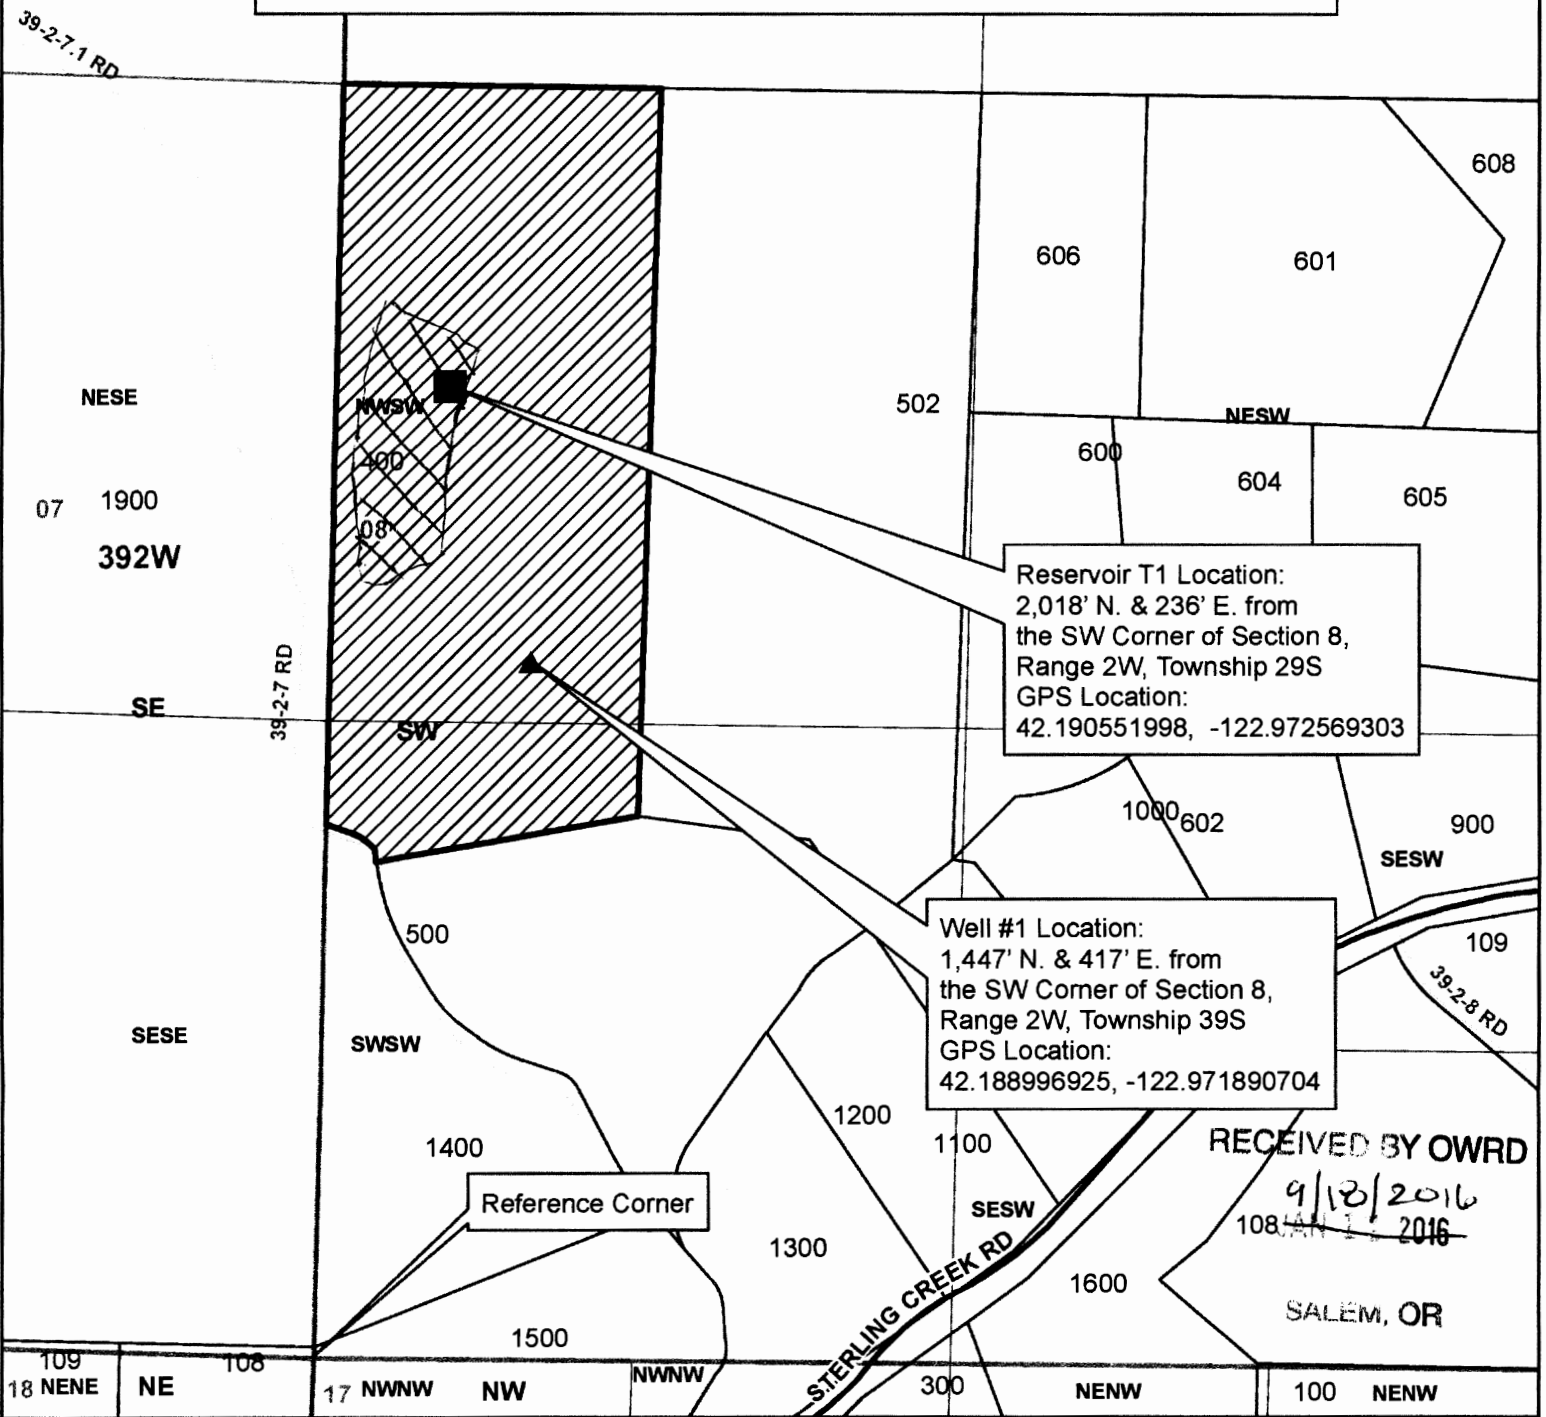 39-2-7.1 RD
608
606
601
NESE
NWSW
502
NESW
400
600
604
605
07
1900
08
392W
Reservoir T1 Location:
2,018' N. & 236' E. from
the SW Corner of Section 8,
Range 2W, Township 29S
GPS Location:
42.190551998, -122.972569303
39-2-7 RD
SE
SW
1000
602
900
SESW
500
Well #1 Location:
1,447' N. & 417' E. from
the SW Corner of Section 8,
Range 2W, Township 39S
GPS Location:
42.188996925, -122.971890704
109
39-2-8 RD
SESE
SWSW
1200
1100
1400
RECEIVED BY OWRD
9/18/2016
Reference Corner
SESW
108
JAN 2016
1300
STERLING CREEK RD
1600
SALEM, OR
1500
109
108
18 NENE
NE
17 NWNW
NW
NWNW
300
NENW
100
NENW